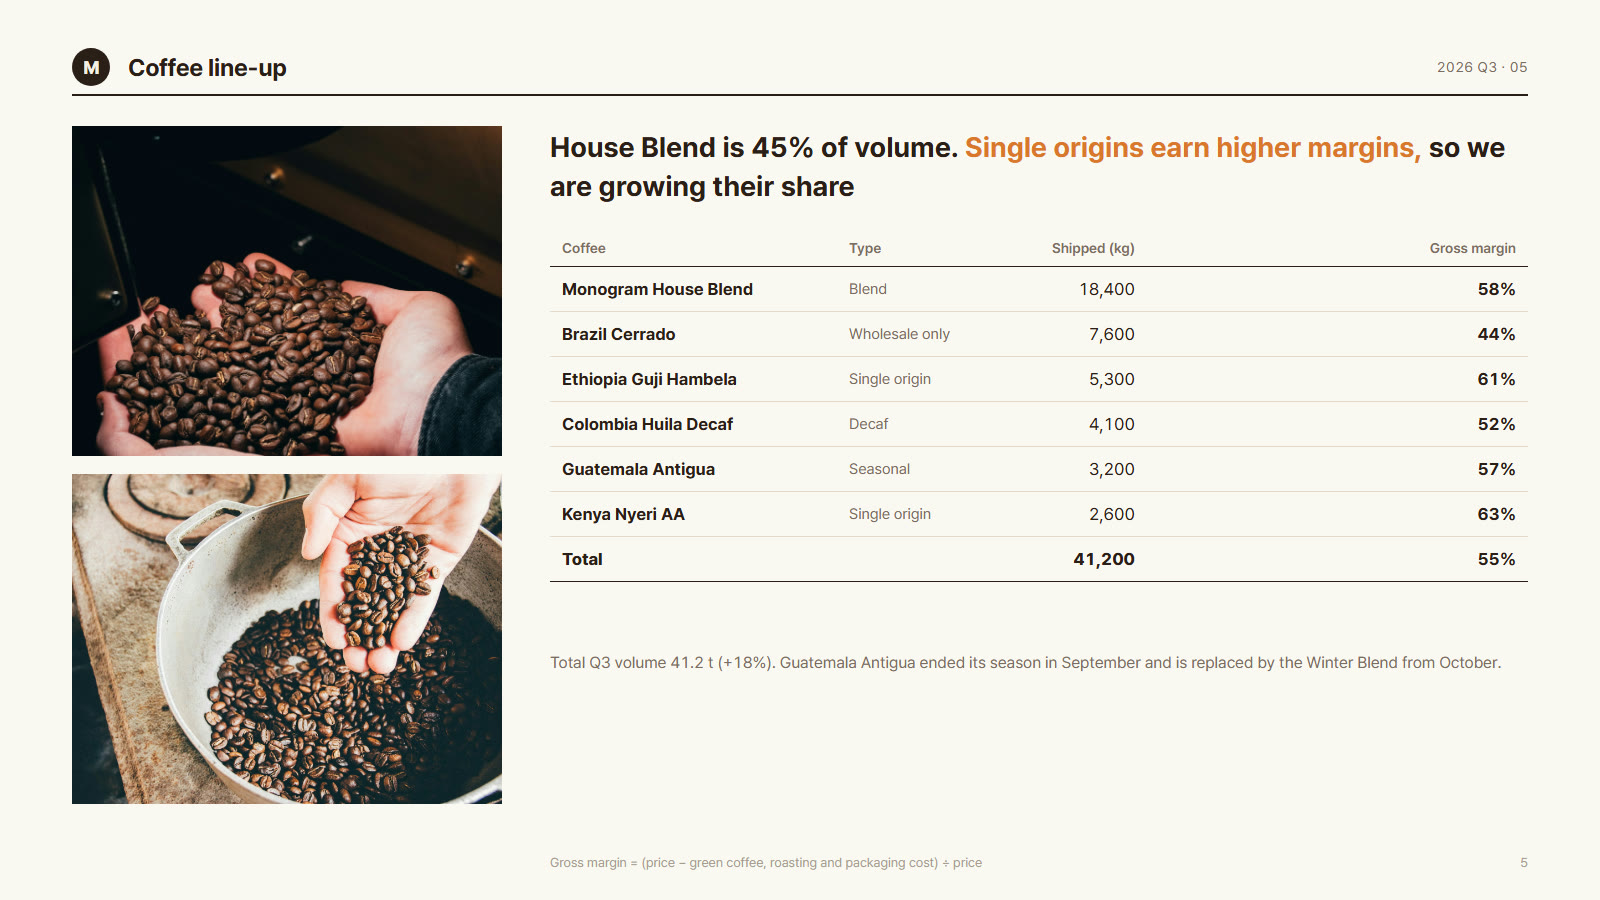 M
Coffee line-up
2026 Q3 · 05
House Blend is 45% of volume. Single origins earn higher margins, so we
are growing their share
Coffee Type Shipped (kg) Gross margin
Monogram House Blend Blend 18,400 58%
Brazil Cerrado Wholesale only 7,600 44%
Ethiopia Guji Hambela Single origin 5,300 61%
Colombia Huila Decaf Decaf 4,100 52%
Guatemala Antigua Seasonal 3,200 57%
Kenya Nyeri AA Single origin 2,600 63%
Total 41,200 55%
Total Q3 volume 41.2 t (+18%). Guatemala Antigua ended its season in September and is replaced by the Winter Blend from October.
Gross margin = (price − green coffee, roasting and packaging cost) ÷ price
5